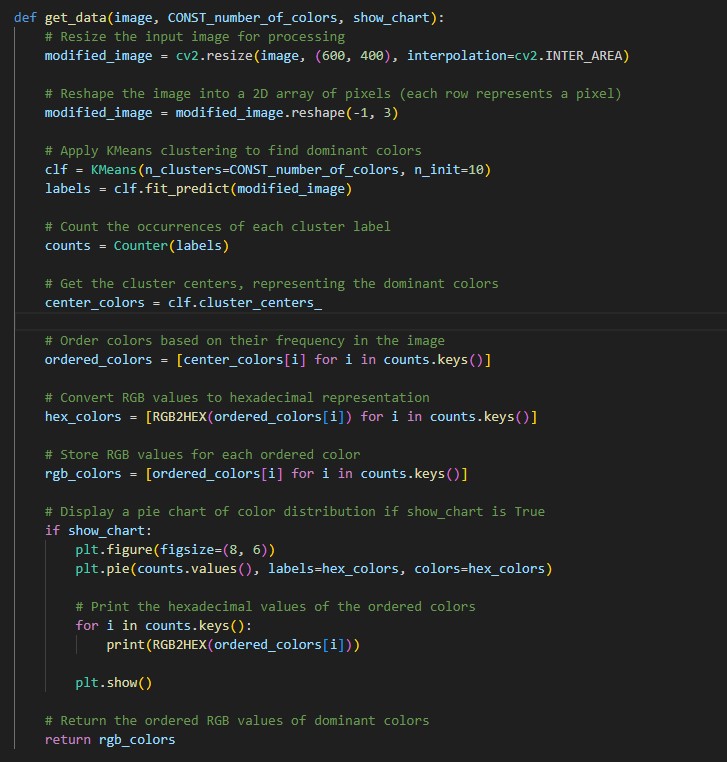 def get_data(image, CONST_number_of_colors, show_chart):
    # Resize the input image for processing
    modified_image = cv2.resize(image, (600, 400), interpolation=cv2.INTER_AREA)

    # Reshape the image into a 2D array of pixels (each row represents a pixel)
    modified_image = modified_image.reshape(-1, 3)

    # Apply KMeans clustering to find dominant colors
    clf = KMeans(n_clusters=CONST_number_of_colors, n_init=10)
    labels = clf.fit_predict(modified_image)

    # Count the occurrences of each cluster label
    counts = Counter(labels)

    # Get the cluster centers, representing the dominant colors
    center_colors = clf.cluster_centers_

    # Order colors based on their frequency in the image
    ordered_colors = [center_colors[i] for i in counts.keys()]

    # Convert RGB values to hexadecimal representation
    hex_colors = [RGB2HEX(ordered_colors[i]) for i in counts.keys()]

    # Store RGB values for each ordered color
    rgb_colors = [ordered_colors[i] for i in counts.keys()]

    # Display a pie chart of color distribution if show_chart is True
    if show_chart:
        plt.figure(figsize=(8, 6))
        plt.pie(counts.values(), labels=hex_colors, colors=hex_colors)

        # Print the hexadecimal values of the ordered colors
        for i in counts.keys():
            print(RGB2HEX(ordered_colors[i]))

        plt.show()

    # Return the ordered RGB values of dominant colors
    return rgb_colors